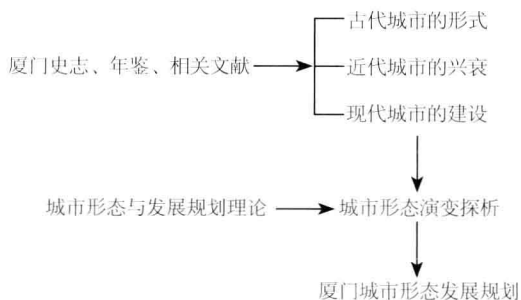 古代城市的形式
厦门史志、年鉴、相关文献
近代城市的兴衰
现代城市的建设
城市形态与发展规划理论
城市形态演变探析
厦门城市形态发展规划